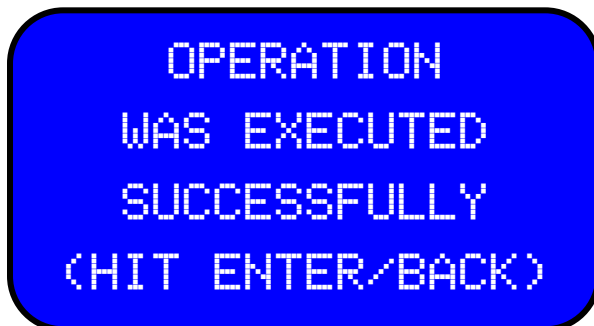 OPERATION
WAS EXECUTED
SUCCESSFULLY
(HIT ENTER/BACK)